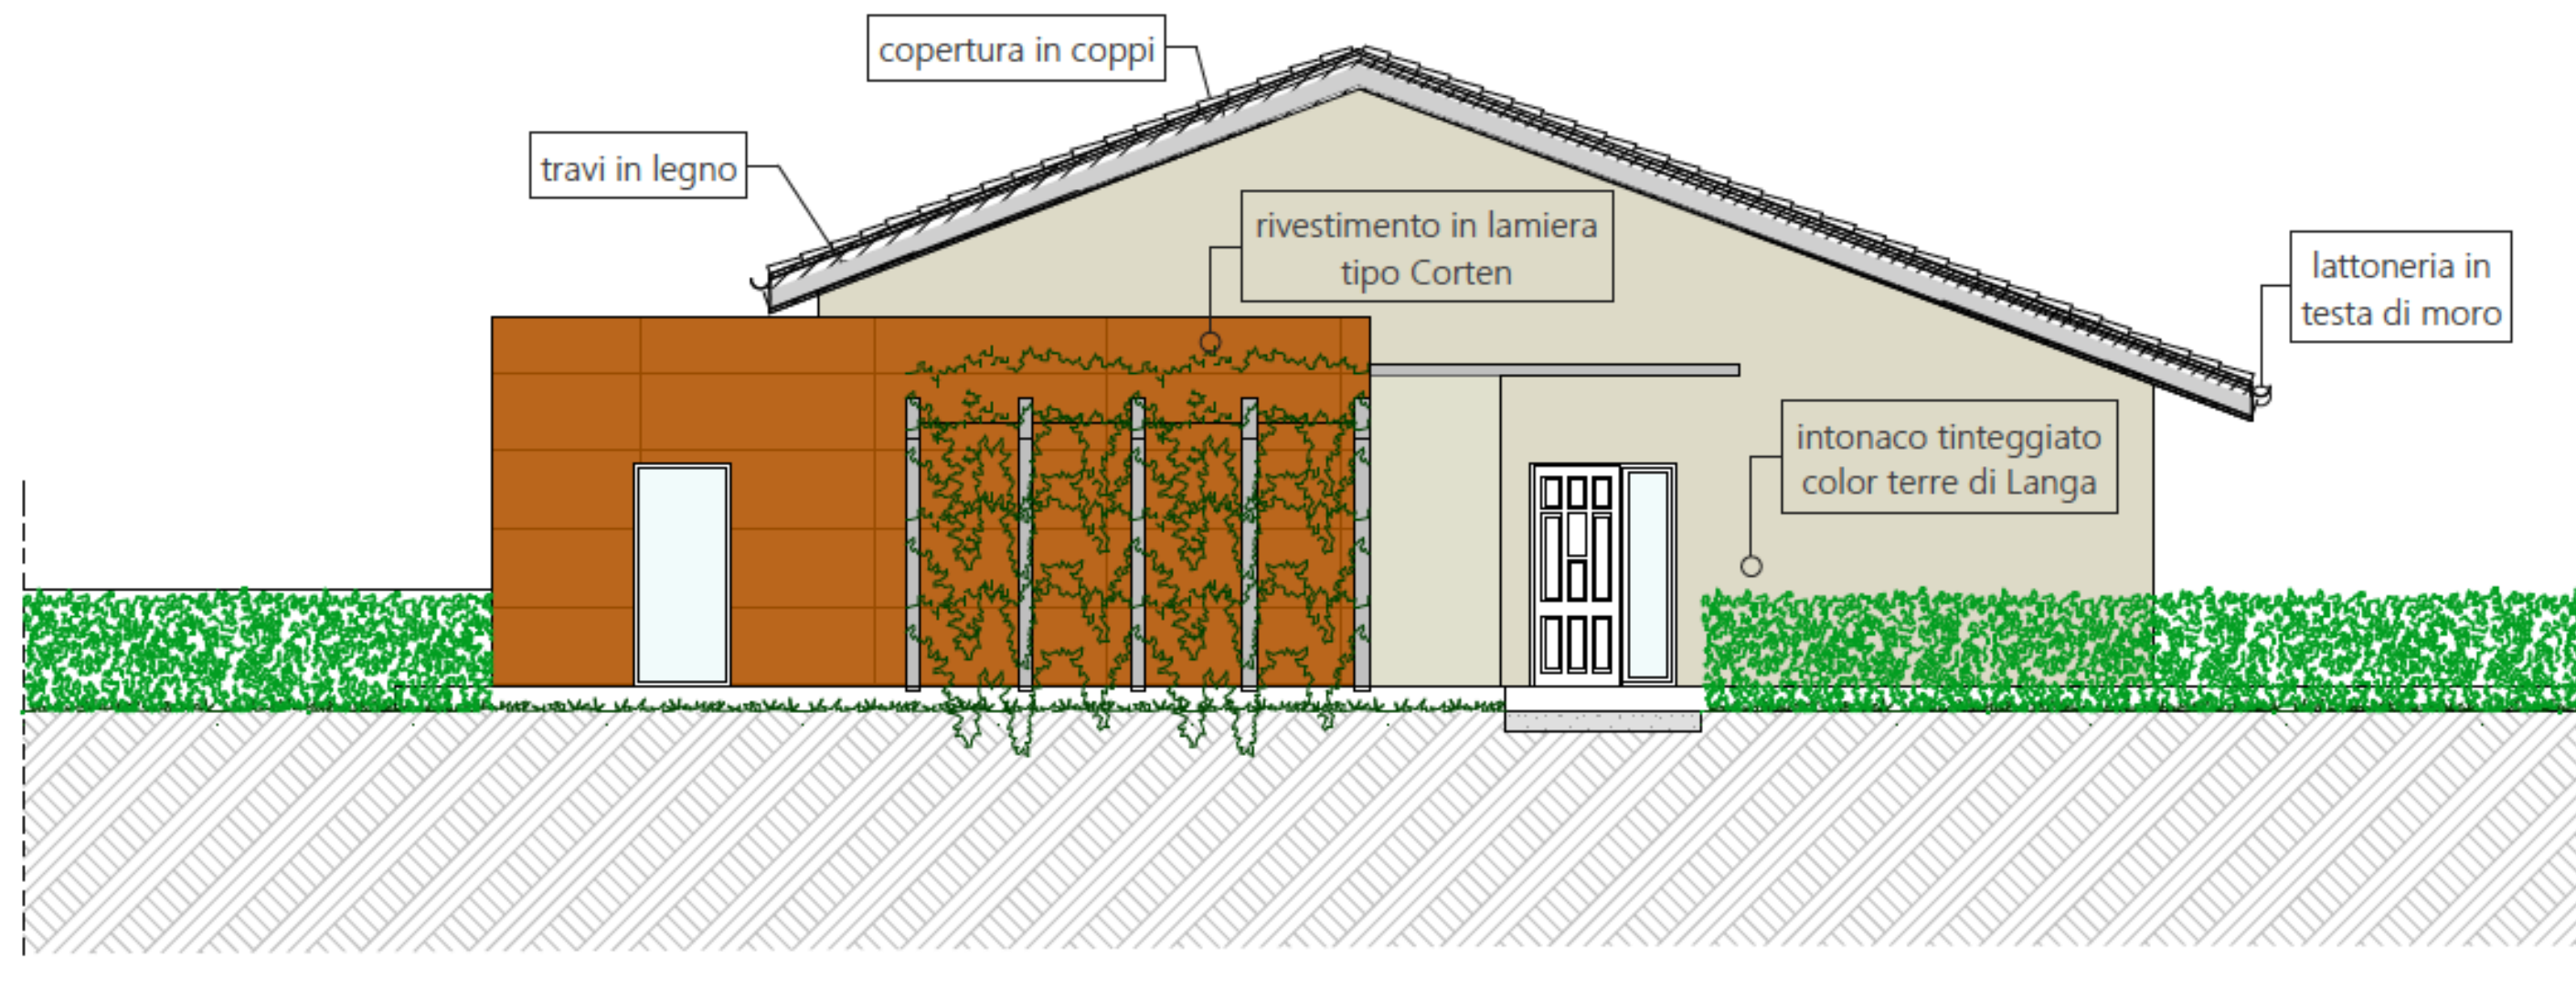 copertura in coppi
travi in legno
rivestimento in lamiera
tipo Corten
lattoneria in
testa di moro
intonaco tinteggiato
color terre di Langa